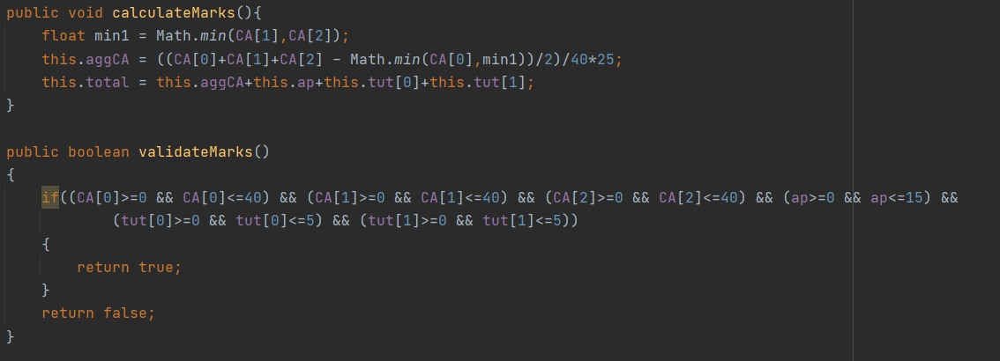 public void calculateMarks(){
    float min1 = Math.min(CA[1],CA[2]);
    this.aggCA = ((CA[0]+CA[1]+CA[2] - Math.min(CA[0],min1))/2)/40*25;
    this.total = this.aggCA+this.ap+this.tut[0]+this.tut[1];
}

public boolean validateMarks()
{
    if((CA[0]>=0 && CA[0]<=40) && (CA[1]>=0 && CA[1]<=40) && (CA[2]>=0 && CA[2]<=40) && (ap>=0 && ap<=15) &&
            (tut[0]>=0 && tut[0]<=5) && (tut[1]>=0 && tut[1]<=5))
    {
        return true;
    }
    return false;
}